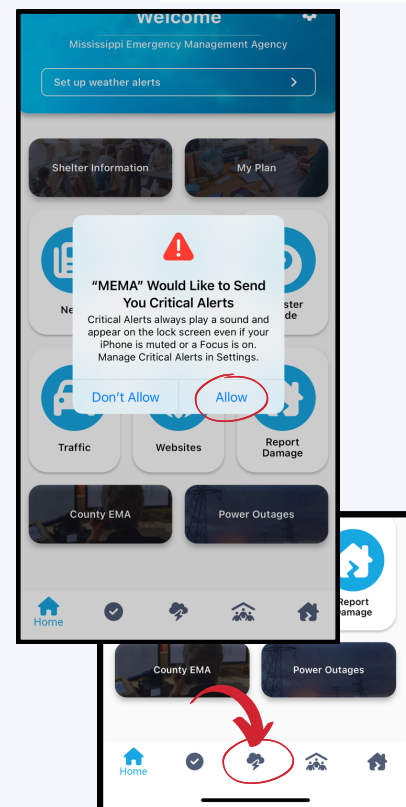 Welcome
Mississippi Emergency Management Agency
Set up weather alerts
Shelter Information
My Plan
“MEMA” Would Like to Send
You Critical Alerts
Critical Alerts always play a sound and
appear on the lock screen even if your
iPhone is muted or a Focus is on.
Manage Critical Alerts in Settings.
Don’t Allow
Allow
Traffic
Websites
Report
Damage
County EMA
Power Outages
Home
Report
County EMA
Power Outages
Home